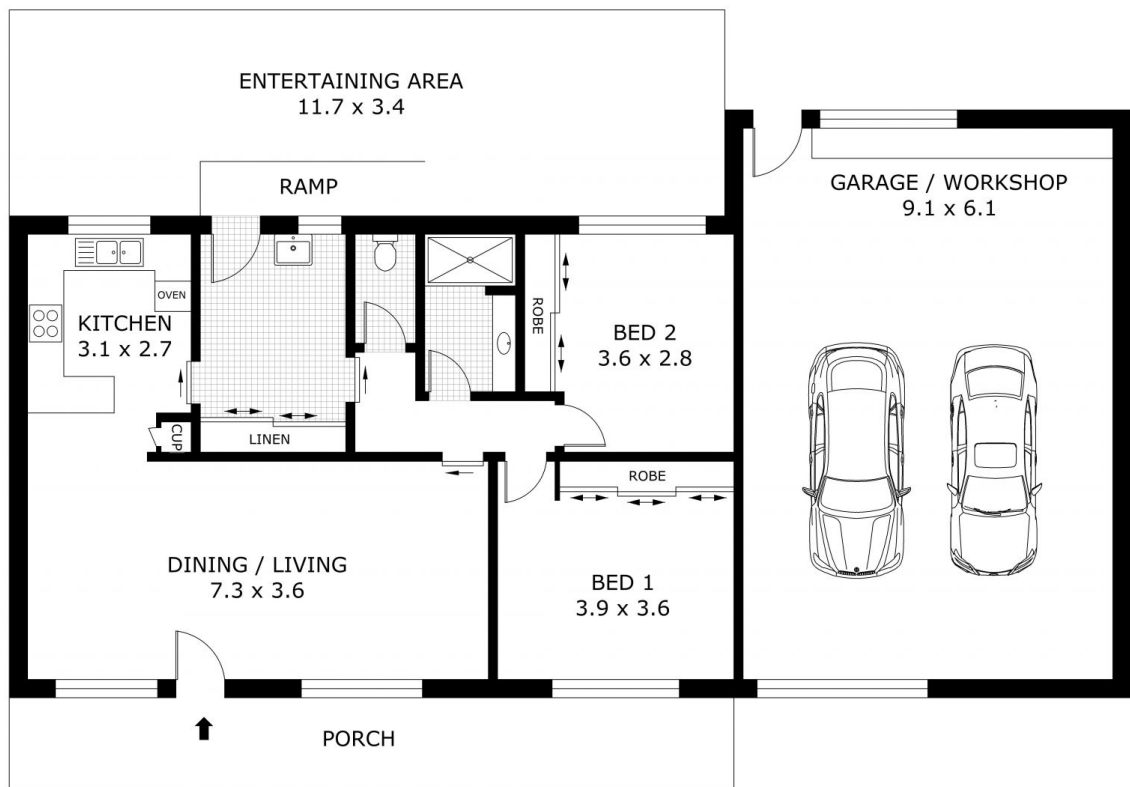 ENTERTAINING AREA
11.7 x 3.4
RAMP
GARAGE / WORKSHOP
9.1 x 6.1
OVEN
KITCHEN
3.1 x 2.7
ROBE
BED 2
3.6 x 2.8
CUP
LINEN
ROBE
DINING / LIVING
7.3 x 3.6
BED 1
3.9 x 3.6
PORCH